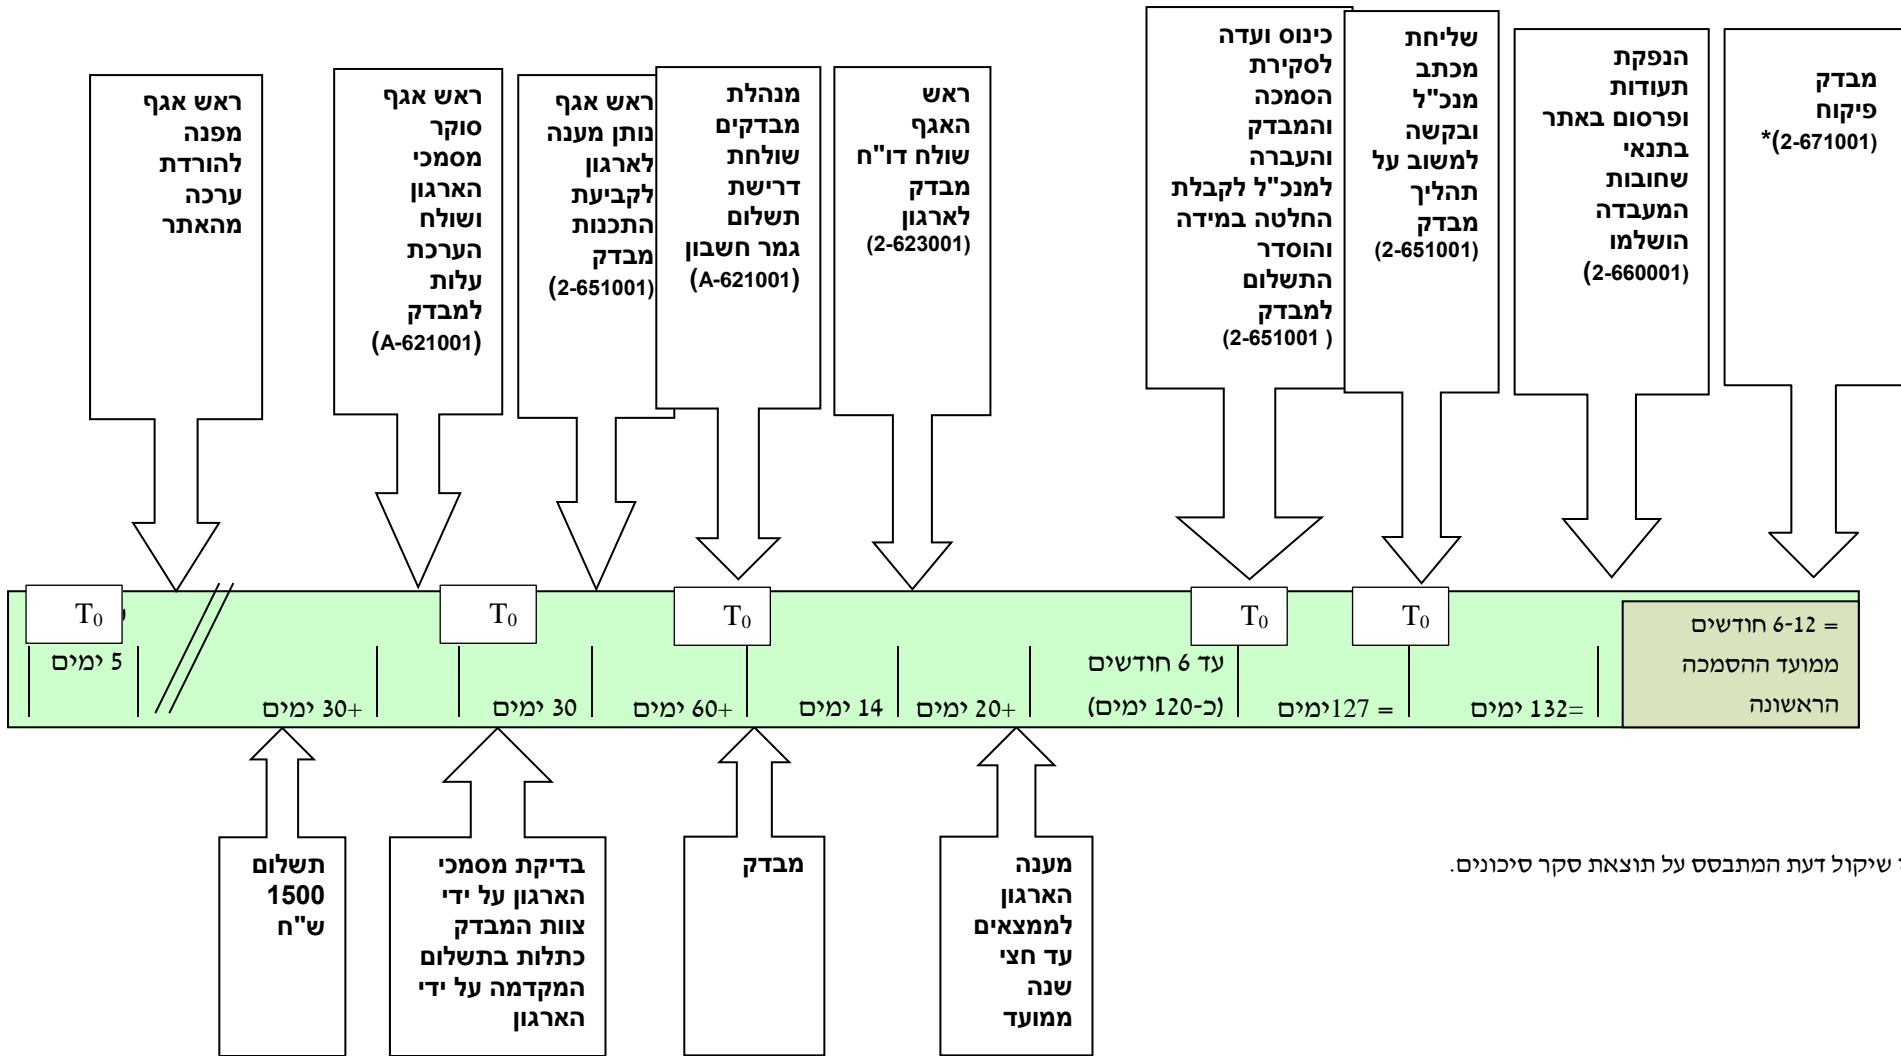 ראש אגף
מפנה
להורדת
ערכה
מהאתר
ראש אגף
סוקר
מסמכי
הארגון
ושולח
הערכת
עלות
למבדק
(A-621001)
ראש אגף
נותן מענה
לארגון
לקביעת
התכנות
מבדק
(2-651001)
מנהלת
מבדקים
שולחת
דרישת
תשלום
גמר חשבון
(A-621001)
ראש
האגף
שולח דו"ח
מבדק
לארגון
(2-623001)
כינוס ועדה
לסקירת
הסמכה
והמבדק
והעברה
למנכ"ל לקבלת
החלטה במידה
והוסדר
התשלום
למבדק
(2-651001 )
שליחת
מכתב
מנכ"ל
ובקשה
למשוב על
תהליך
מבדק
(2-651001)
הנפקת
תעודות
ופרסום באתר
בתנאי
שחובות
המעבדה
הושלמו
(2-660001)
מבדק
פיקוח
(2-671001)*
T0
T0
T0
T0
T0
5 ימים
+30 ימים
30 ימים
+60 ימים
14 ימים
+20 ימים
עד 6 חודשים
(כ-120 ימים)
= 127ימים
=132 ימים
= 6-12 חודשים
ממועד ההסמכה
הראשונה
תשלום
1500
ש"ח
בדיקת מסמכי
הארגון על ידי
צוות המבדק
כתלות בתשלום
המקדמה על ידי
הארגון
מבדק
מענה
הארגון
לממצאים
עד חצי
שנה
ממועד
שיקול דעת המתבסס על תוצאת סקר סיכונים.